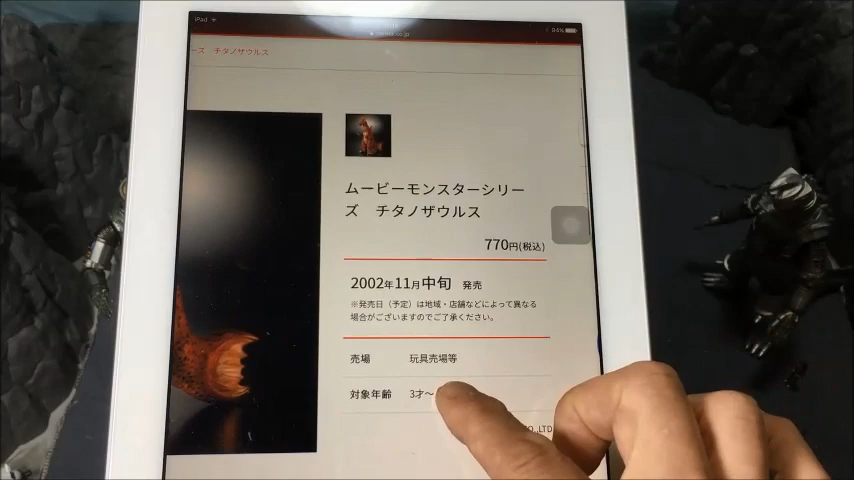 iPad
94%
ーズ チタノザウルス
ムービーモンスターシリー
ズ チタノザウルス
770円(税込)
2002年11月中旬 発売
※発売日（予定）は地域・店舗などによって異なる
場合がございますのでご了承ください。
売場 玩具売場等
対象年齢 3才～
CO.,LTD